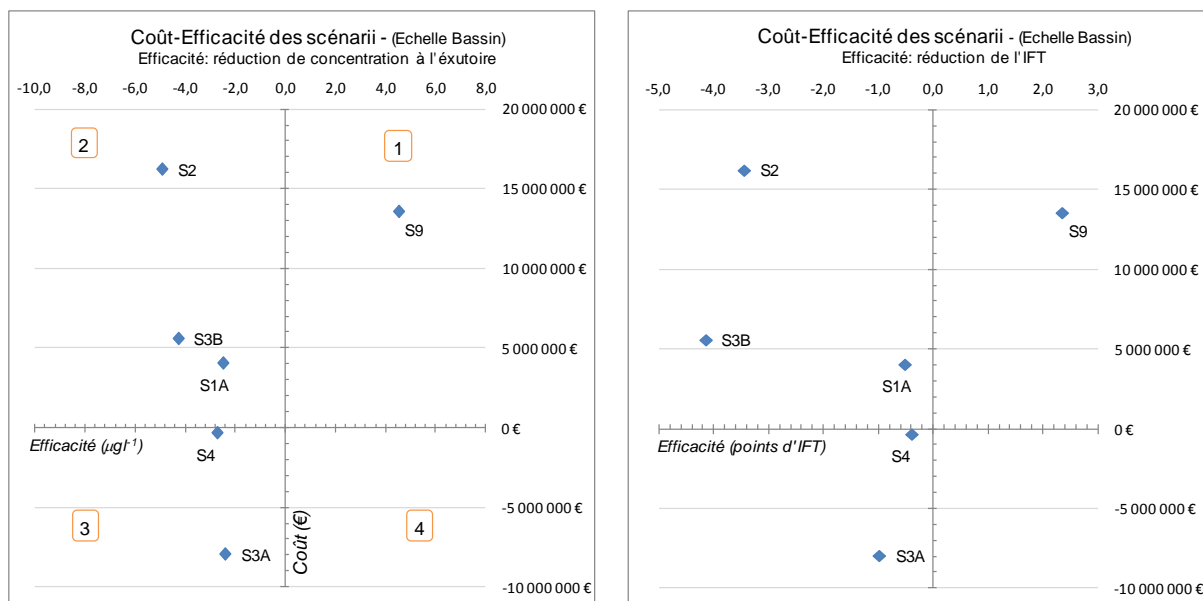 Coût-Efficacité des scénarii - (Echelle Bassin)
Efficacité: réduction de concentration à l'éxutoire
-10,0 -8,0 -6,0 -4,0 -2,0 0,0 2,0 4,0 6,0 8,0
20 000 000 €
2
1
S2
15 000 000 €
S9
10 000 000 €
S3B
5 000 000 €
S1A
0 €
Efficacité (µgl-1)
S4
-5 000 000 €
3
4
Coût (€)
S3A
-10 000 000 €
Coût-Efficacité des scénarii - (Echelle Bassin)
Efficacité: réduction de l'IFT
-5,0 -4,0 -3,0 -2,0 -1,0 0,0 1,0 2,0 3,0
20 000 000 €
S2
15 000 000 €
S9
10 000 000 €
S3B
5 000 000 €
S1A
0 €
Efficacité (points d'IFT)
S4
-5 000 000 €
S3A
-10 000 000 €